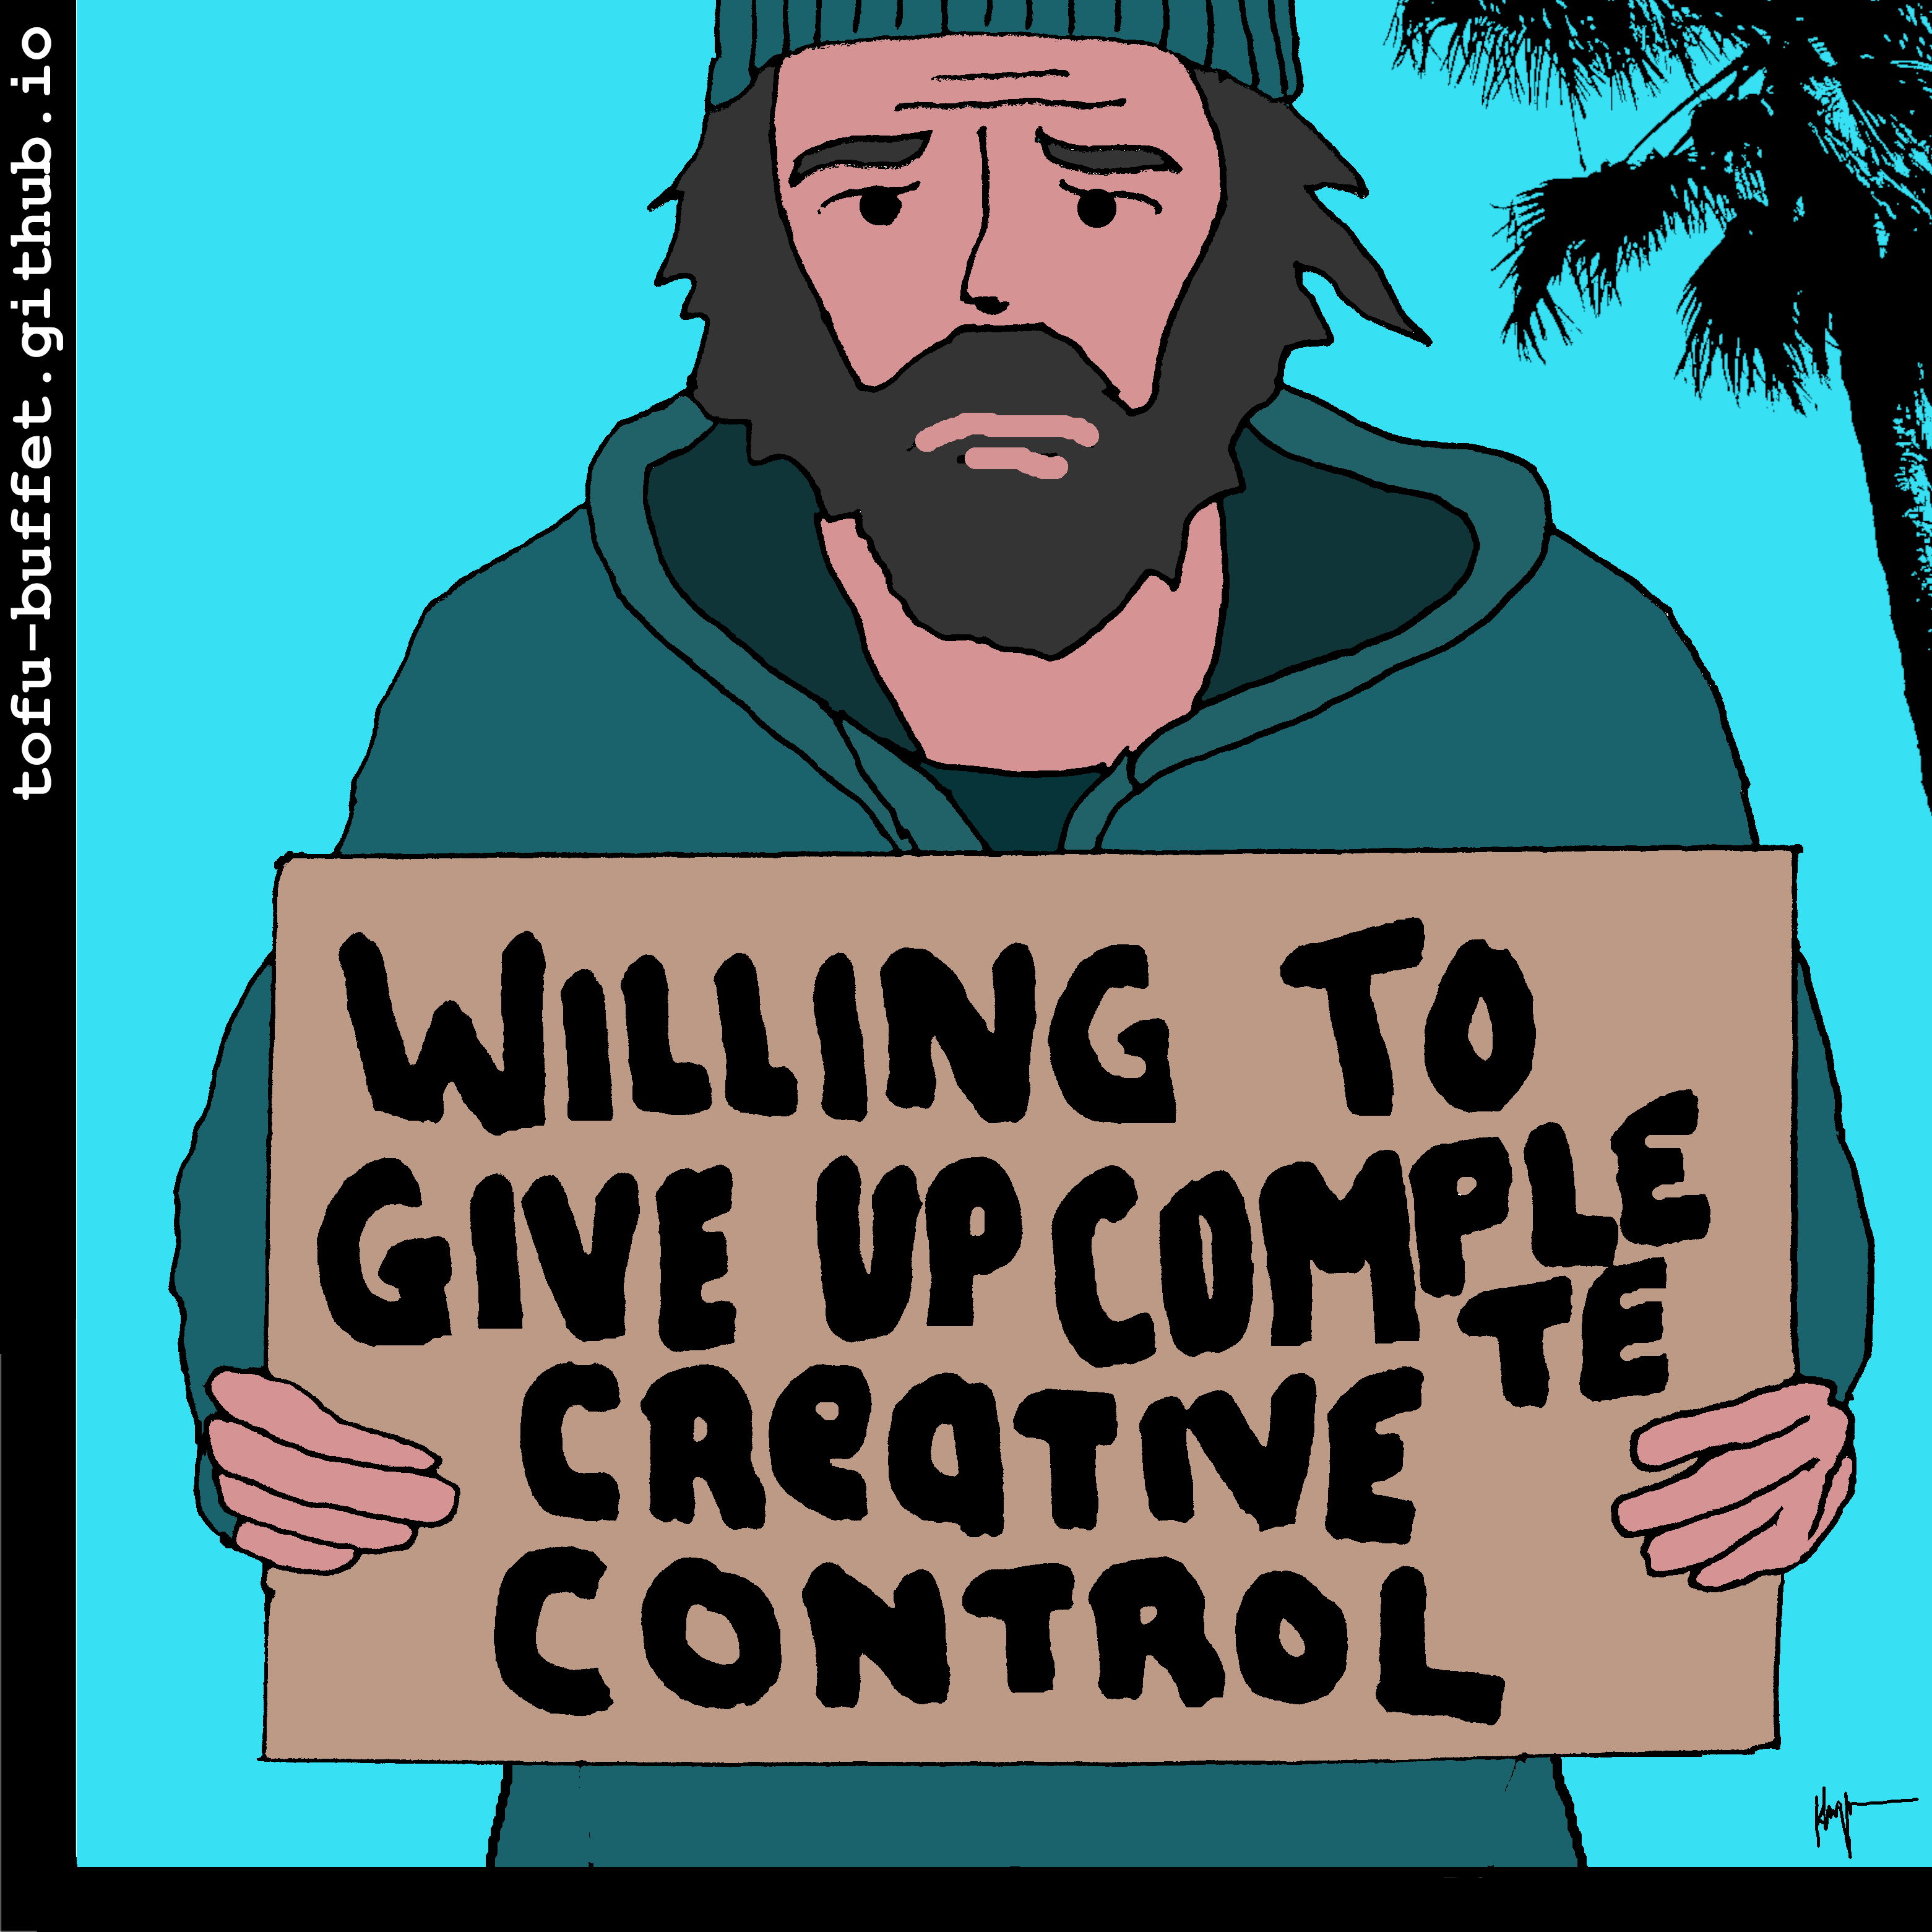 tofu-buffet.github.io
WILLING TO
GIVE UP COMPLE
TE
CREATIVE
CONTROL